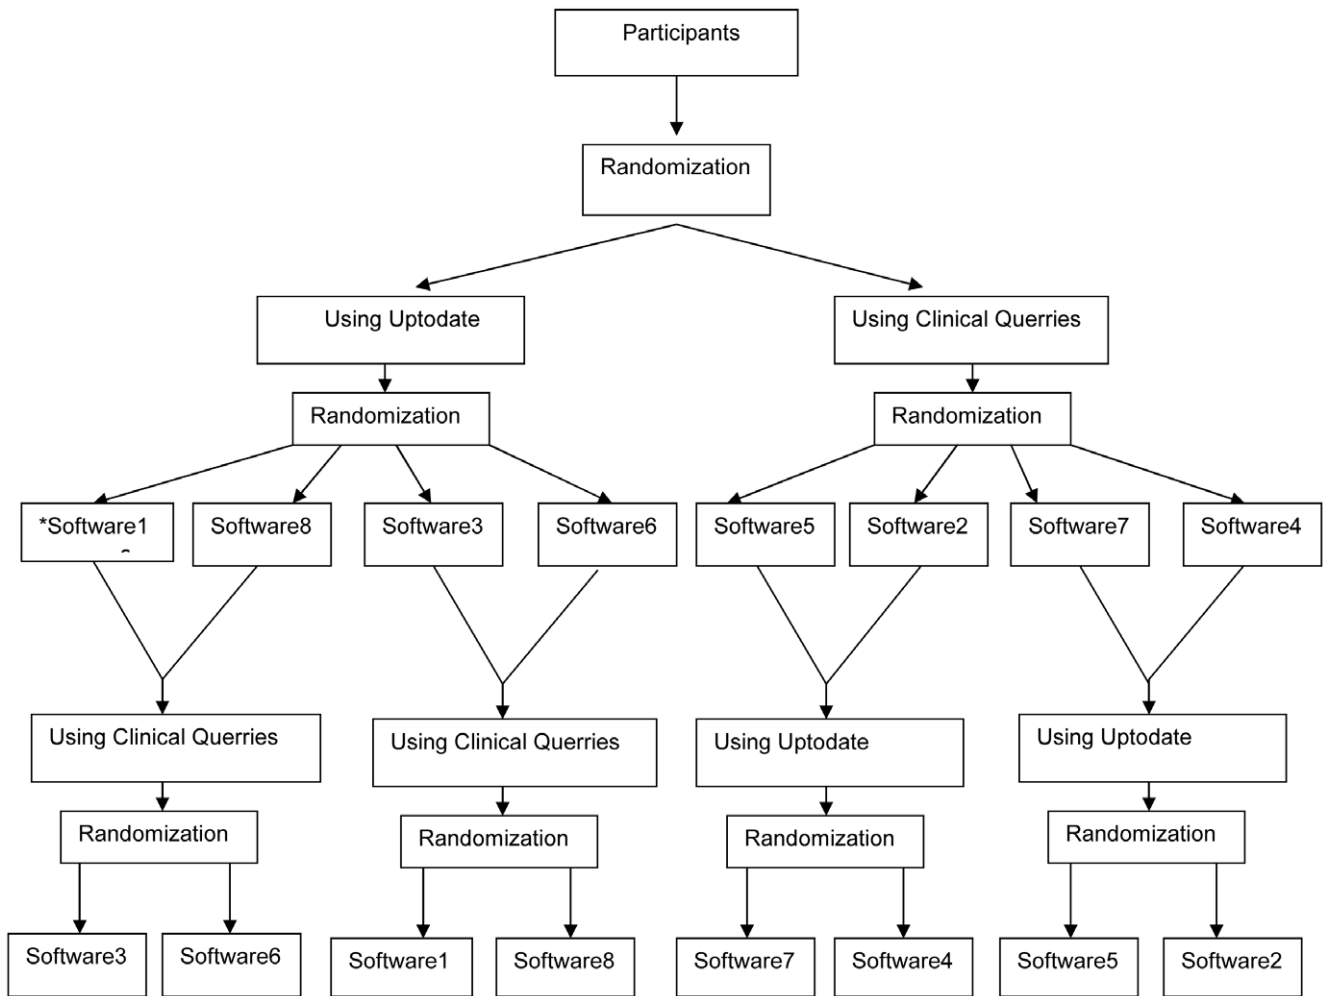 Participants
Randomization
Using Uptodate
Using Clinical Querries
Randomization
Randomization
*Software1
Software8
Software3
Software6
Software5
Software2
Software7
Software4
Using Clinical Querries
Using Clinical Querries
Using Uptodate
Using Uptodate
Randomization
Randomization
Randomization
Randomization
Software3
Software6
Software1
Software8
Software7
Software4
Software5
Software2